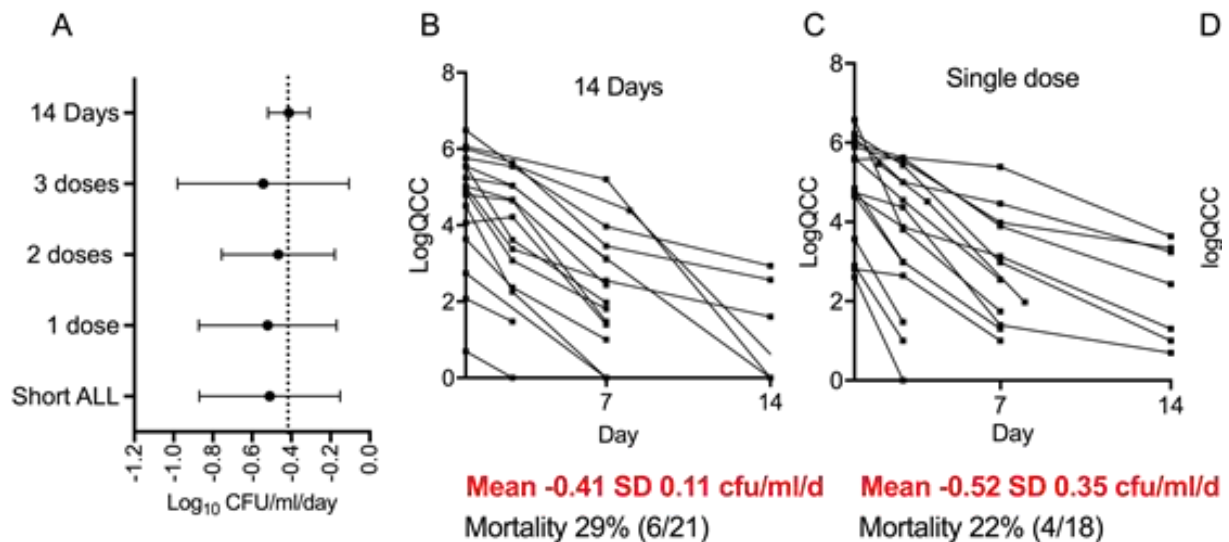 A
14 Days
3 doses
2 doses
1 dose
Short ALL
-1.2
-1.0
-0.8
-0.6
-0.4
-0.2
0.0
Log₁₀ CFU/ml/day
B
14 Days
8
6
4
2
0
LogQCC
7
14
Day
Mean -0.41 SD 0.11 cfu/ml/d
Mortality 29% (6/21)
C
Single dose
8
6
4
2
0
LogQCC
7
14
Day
Mean -0.52 SD 0.35 cfu/ml/d
Mortality 22% (4/18)
D
logQCC